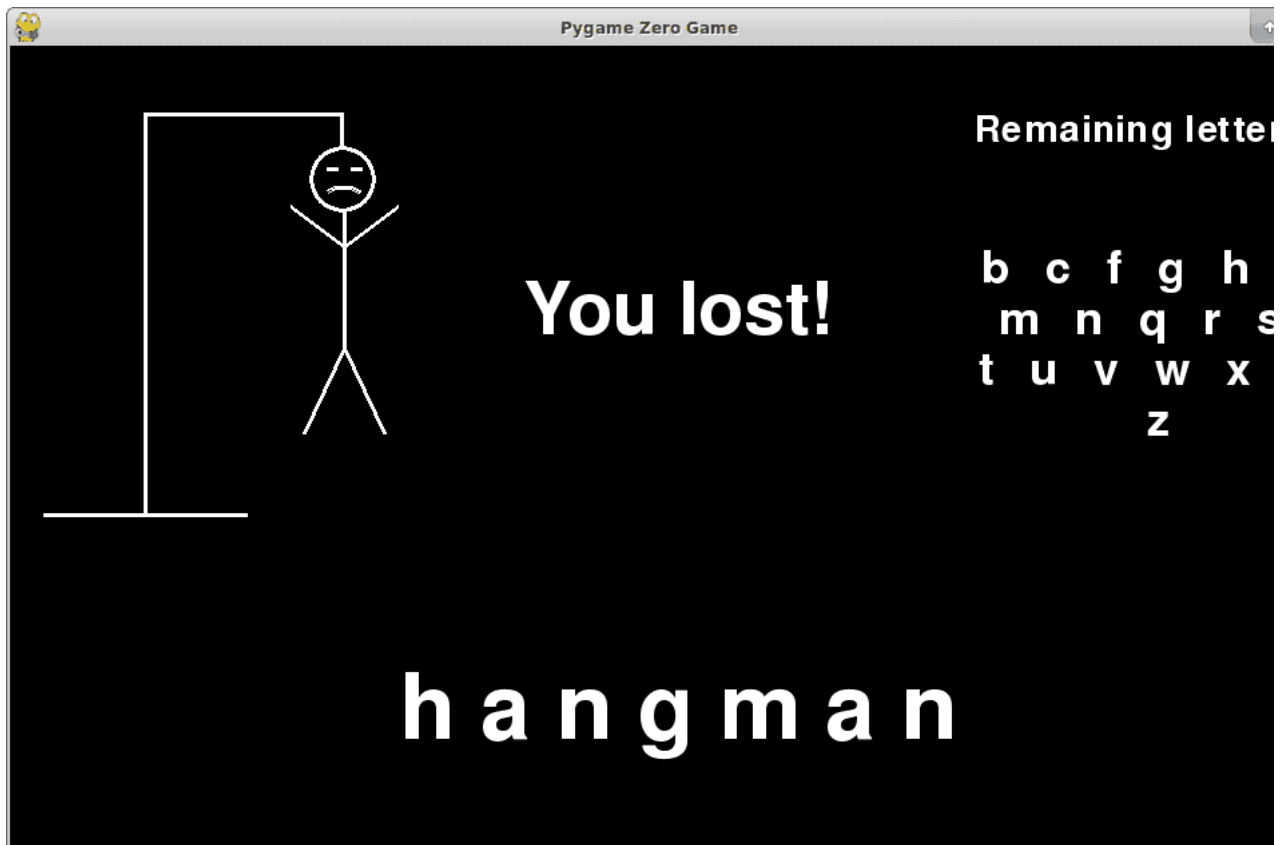 Pygame Zero Game
Remaining letter
b c f g h
m n q r s
t u v w x
z
You lost!
h a n g m a n